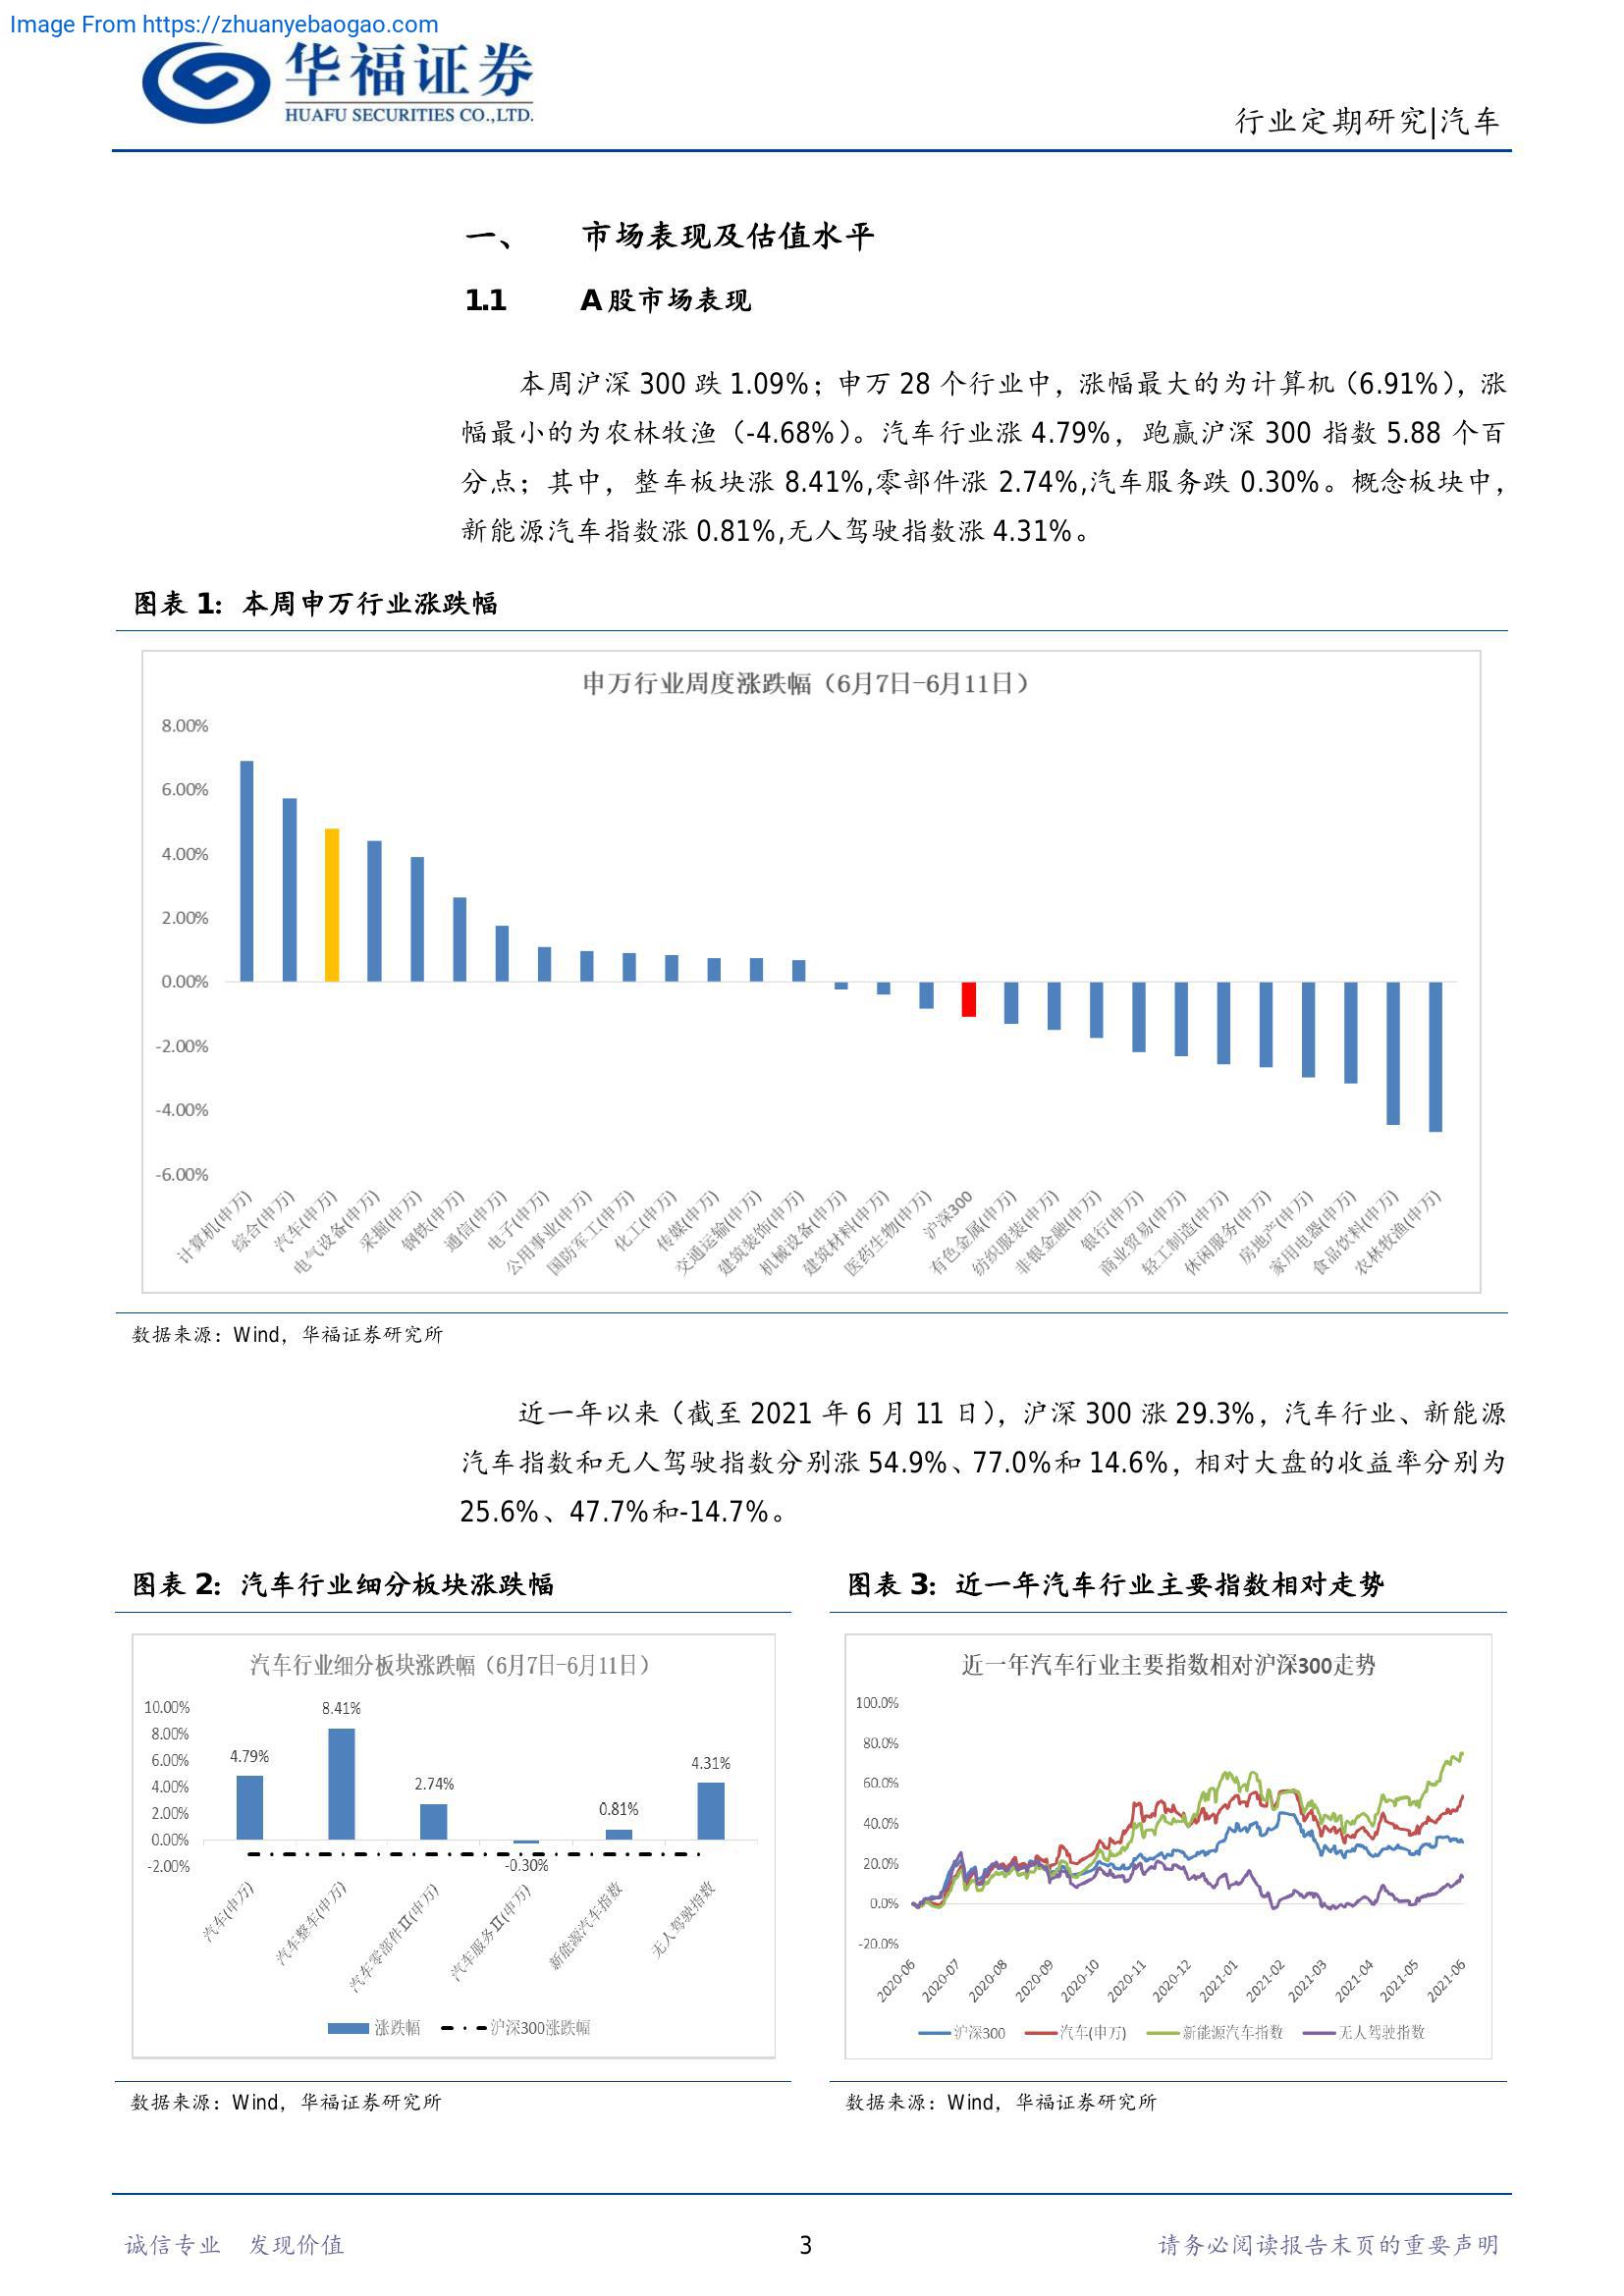 Image From https://zhuanyebaogao.com
华福证券
HUAFU SECURITIES CO.,LTD.
行业定期研究|汽车
一、 市场表现及估值水平
1.1 A股市场表现
本周沪深 300 跌 1.09%；申万 28 个行业中，涨幅最大的为计算机（6.91%），涨
幅最小的为农林牧渔（-4.68%）。汽车行业涨 4.79%，跑赢沪深 300 指数 5.88 个百
分点；其中，整车板块涨 8.41%,零部件涨 2.74%,汽车服务跌 0.30%。概念板块中，
新能源汽车指数涨 0.81%,无人驾驶指数涨 4.31%。
图表 1：本周申万行业涨跌幅
申万行业周度涨跌幅（6月7日-6月11日）
8.00%
6.00%
4.00%
2.00%
0.00%
-2.00%
-4.00%
-6.00%
计算机(申万)
综合(申万)
汽车(申万)
电气设备(申万)
采掘(申万)
钢铁(申万)
通信(申万)
电子(申万)
公用事业(申万)
国防军工(申万)
化工(申万)
传媒(申万)
交通运输(申万)
建筑装饰(申万)
机械设备(申万)
建筑材料(申万)
医药生物(申万)
沪深300
有色金属(申万)
纺织服装(申万)
非银金融(申万)
银行(申万)
商业贸易(申万)
轻工制造(申万)
休闲服务(申万)
房地产(申万)
家用电器(申万)
食品饮料(申万)
农林牧渔(申万)
数据来源：Wind，华福证券研究所
近一年以来（截至 2021 年 6 月 11 日），沪深 300 涨 29.3%，汽车行业、新能源
汽车指数和无人驾驶指数分别涨 54.9%、77.0%和 14.6%，相对大盘的收益率分别为
25.6%、47.7%和-14.7%。
图表 2：汽车行业细分板块涨跌幅
汽车行业细分板块涨跌幅（6月7日-6月11日）
10.00%
8.00%
6.00%
4.00%
2.00%
0.00%
-2.00%
4.79%
8.41%
2.74%
-0.30%
0.81%
4.31%
汽车(申万)
汽车整车(申万)
汽车零部件Ⅱ(申万)
汽车服务Ⅱ(申万)
新能源汽车指数
无人驾驶指数
涨跌幅 沪深300涨跌幅
数据来源：Wind，华福证券研究所
图表 3：近一年汽车行业主要指数相对走势
近一年汽车行业主要指数相对沪深300走势
100.0%
80.0%
60.0%
40.0%
20.0%
0.0%
-20.0%
2020-06
2020-07
2020-08
2020-09
2020-10
2020-11
2020-12
2021-01
2021-02
2021-03
2021-04
2021-05
2021-06
沪深300 汽车(申万) 新能源汽车指数 无人驾驶指数
数据来源：Wind，华福证券研究所
诚信专业 发现价值
3
请务必阅读报告末页的重要声明